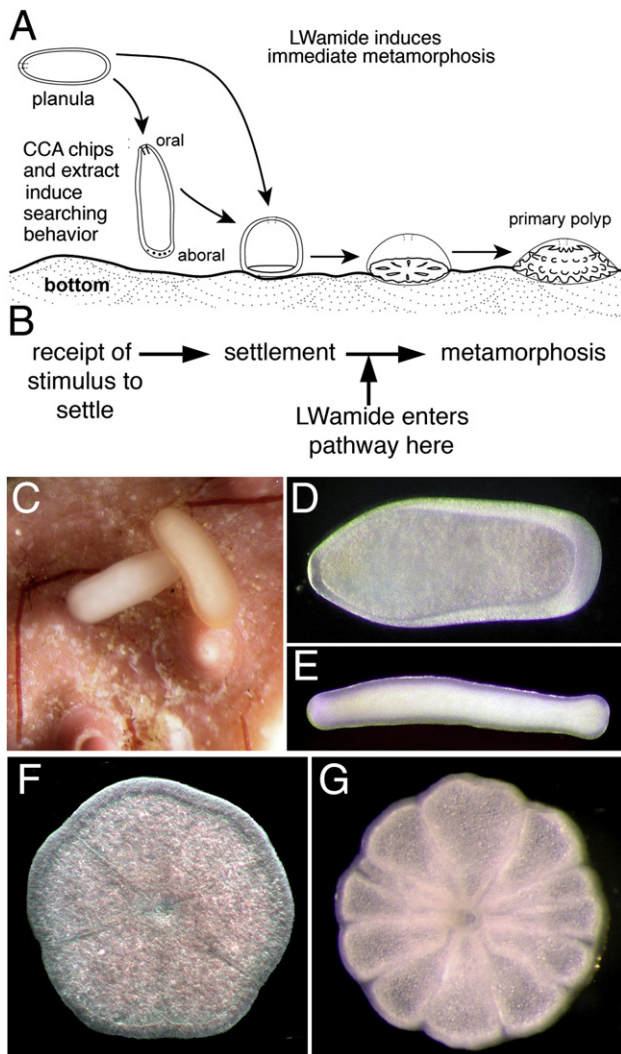 A
LWamide induces
immediate metamorphosis
planula
CCA chips
and extract
induce
searching
behavior
oral
aboral
primary polyp
bottom
B
receipt of
stimulus to
settle
settlement
metamorphosis
LWamide enters
pathway here
C
D
E
F
G